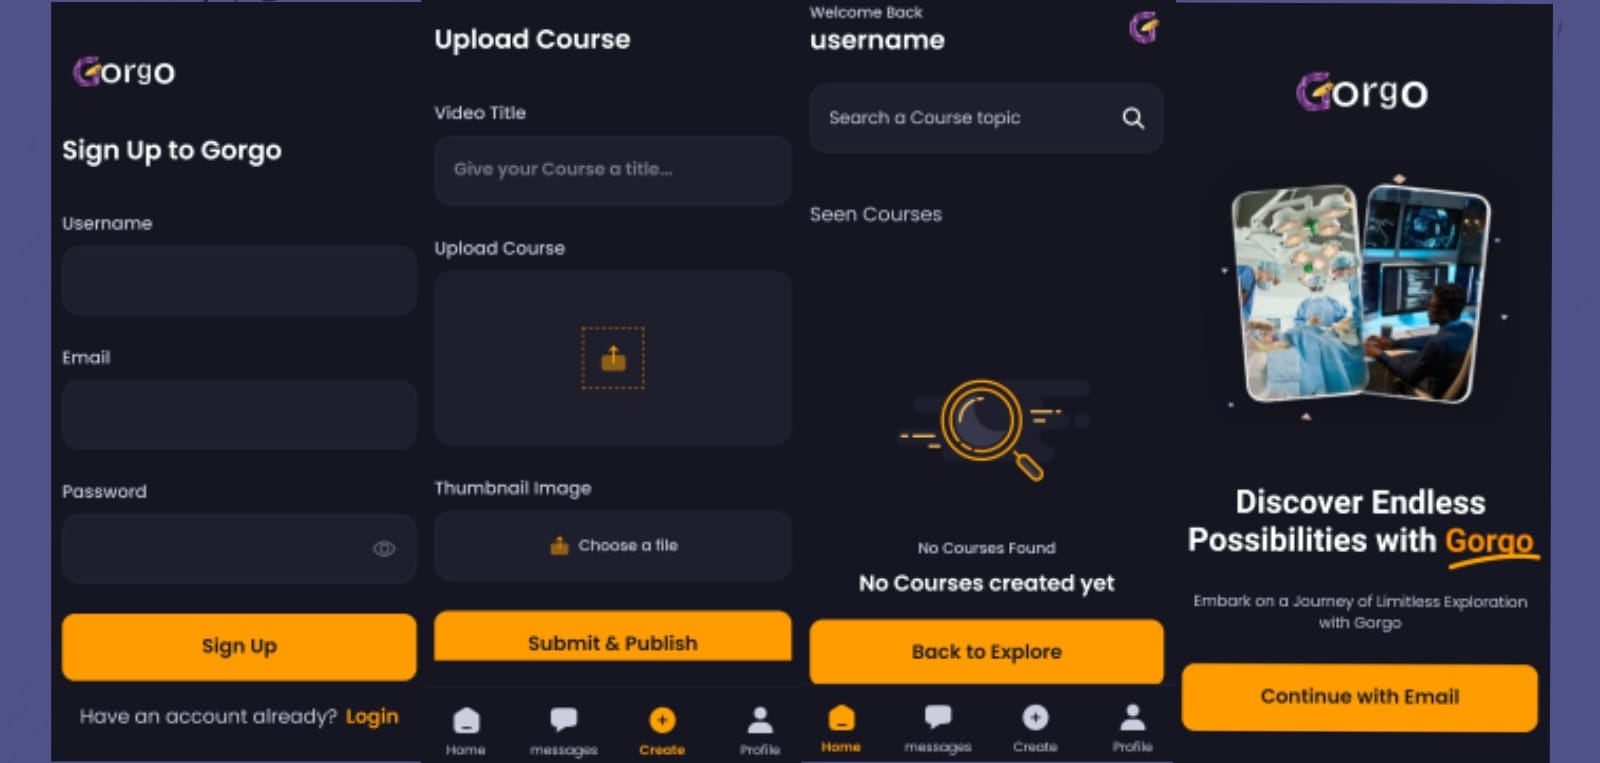 Gorgo
Sign Up to Gorgo
Username
Email
Password
Sign Up
Have an account already? Login
Upload Course
Video Title
Give your Course a title...
Upload Course
Thumbnail Image
Choose a file
Submit & Publish
Home
messages
Create
Profile
Welcome Back
username
G
Search a Course topic
Seen Courses
No Courses Found
No Courses created yet
Back to Explore
Home
messages
Create
Profile
Gorgo
Discover Endless
Possibilities with Gorgo
Embark on a Journey of Limitless Exploration
with Gorgo
Continue with Email